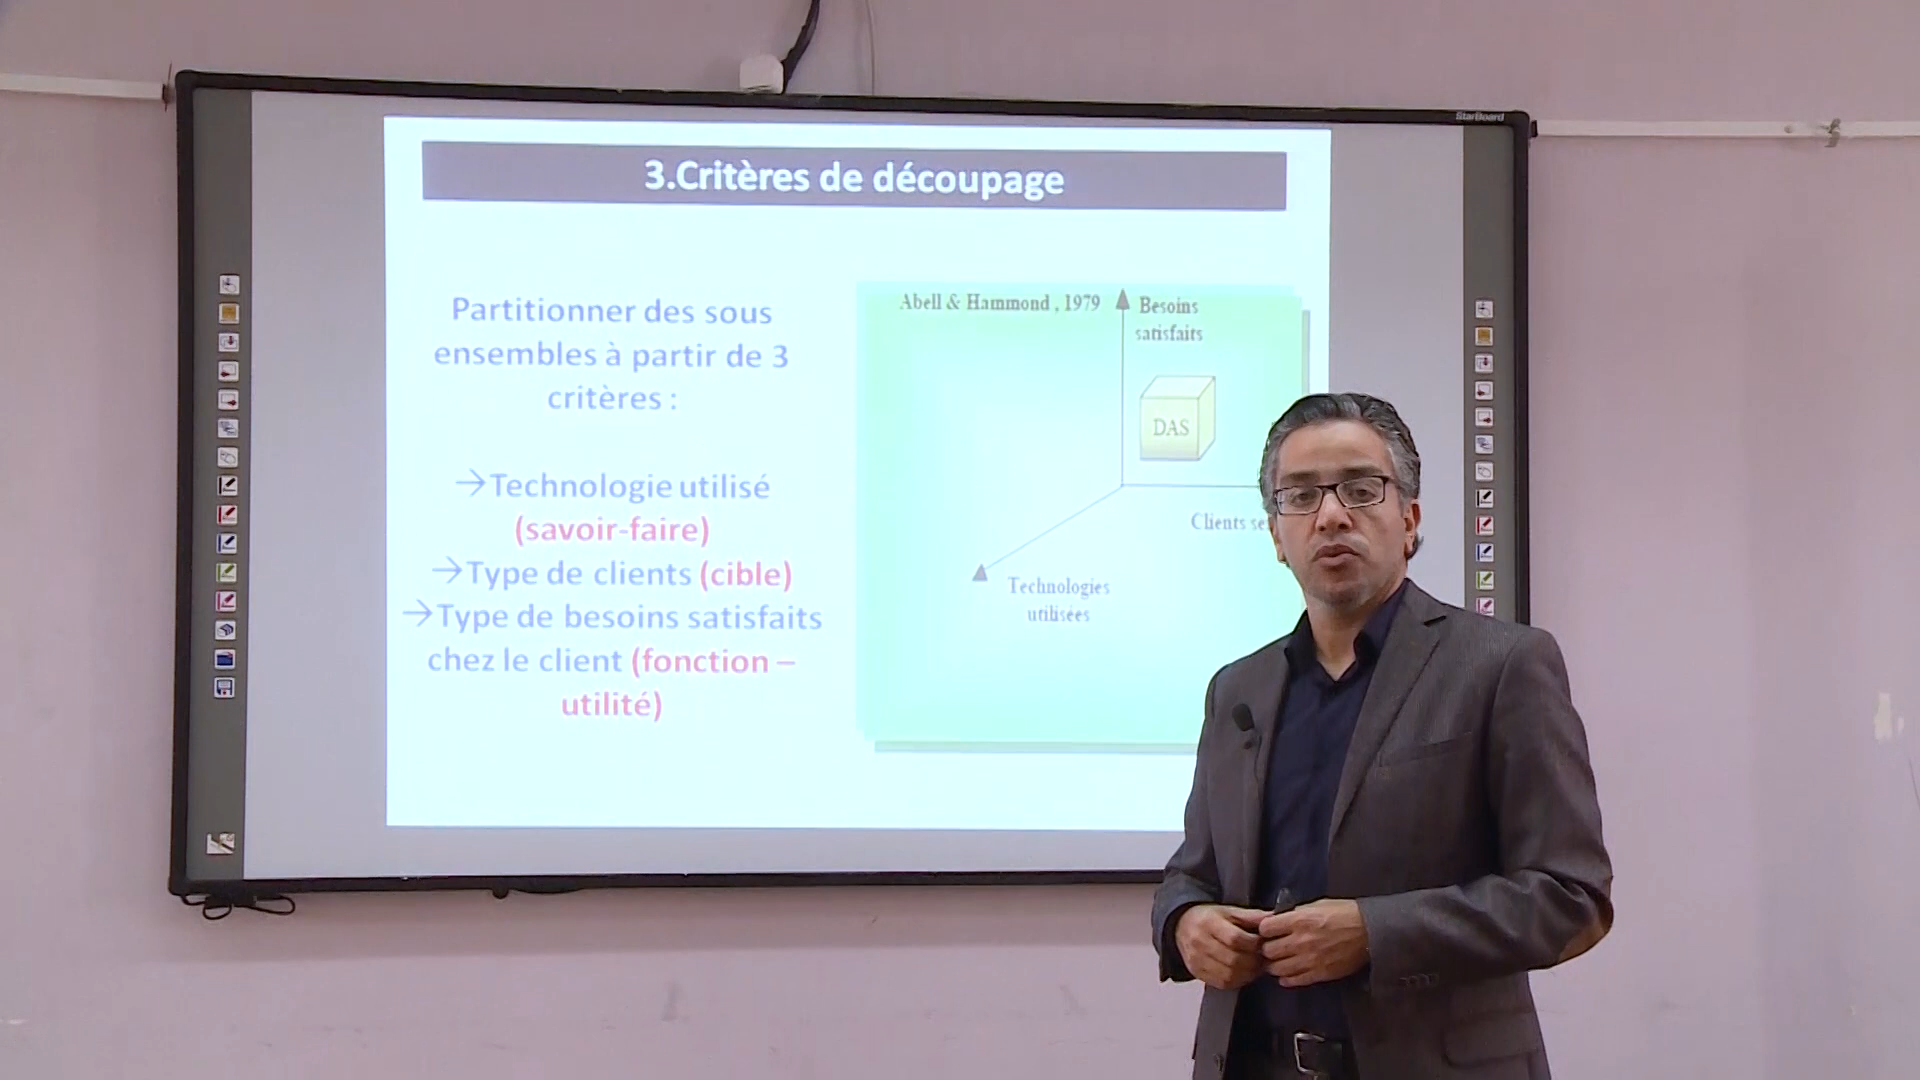 StarBoard
3.Critères de découpage
Partitionner des sous
ensembles à partir de 3
critères :
→Technologie utilisé
(savoir-faire)
→Type de clients (cible)
→Type de besoins satisfaits
chez le client (fonction –
utilité)
Abell & Hammond , 1979
Besoins
satisfaits
DAS
Clients
Technologies
utilisées